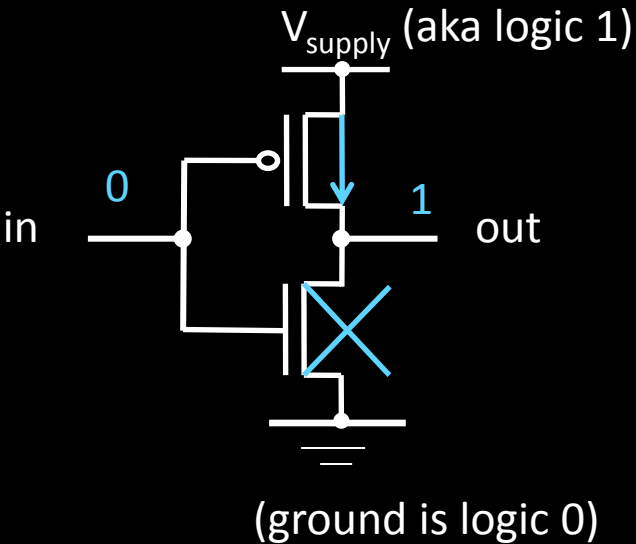 Vsupply (aka logic 1)
0
1
in
out
(ground is logic 0)